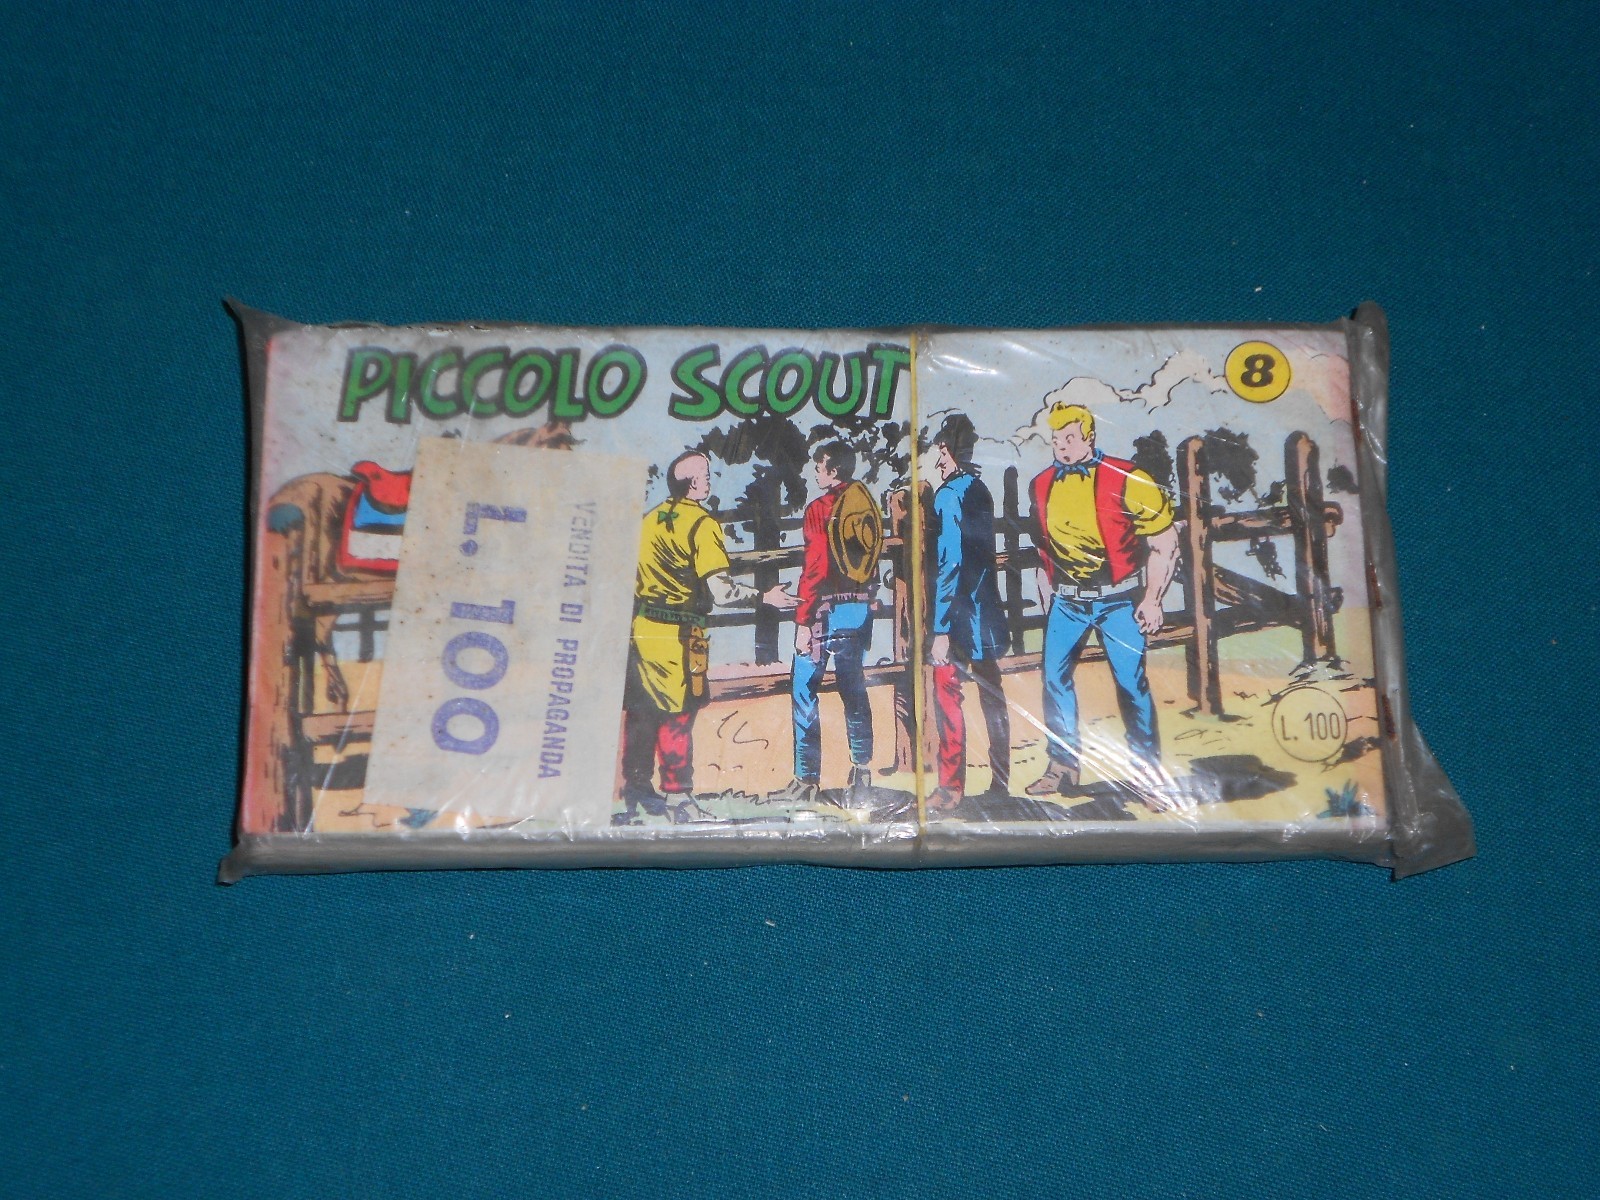 PICCOLO SCOUT
8
VENDITA DI PROPAGANDA
L. 100
L. 100